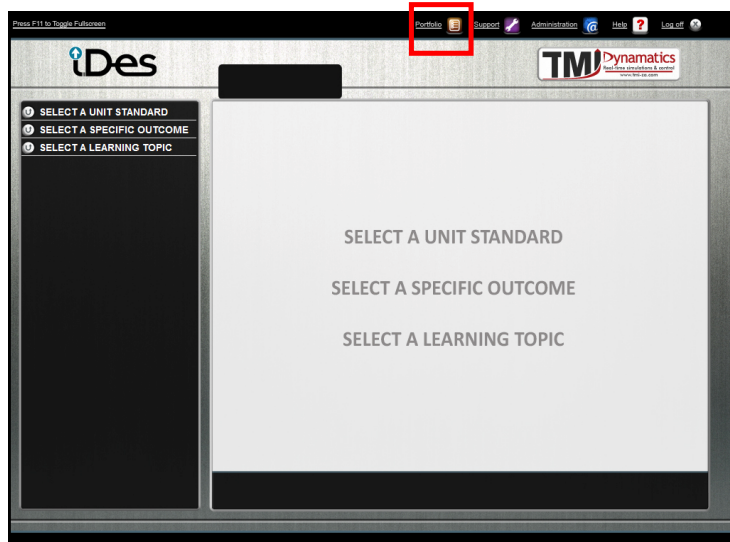 Press F11 to Toggle Fullscreen
Portfolio Support Administration Help Log off
iDes
TMI Dynamatics
Real-time simulations & control
www.tmi-ca.com
SELECT A UNIT STANDARD
SELECT A SPECIFIC OUTCOME
SELECT A LEARNING TOPIC
SELECT A UNIT STANDARD
SELECT A SPECIFIC OUTCOME
SELECT A LEARNING TOPIC